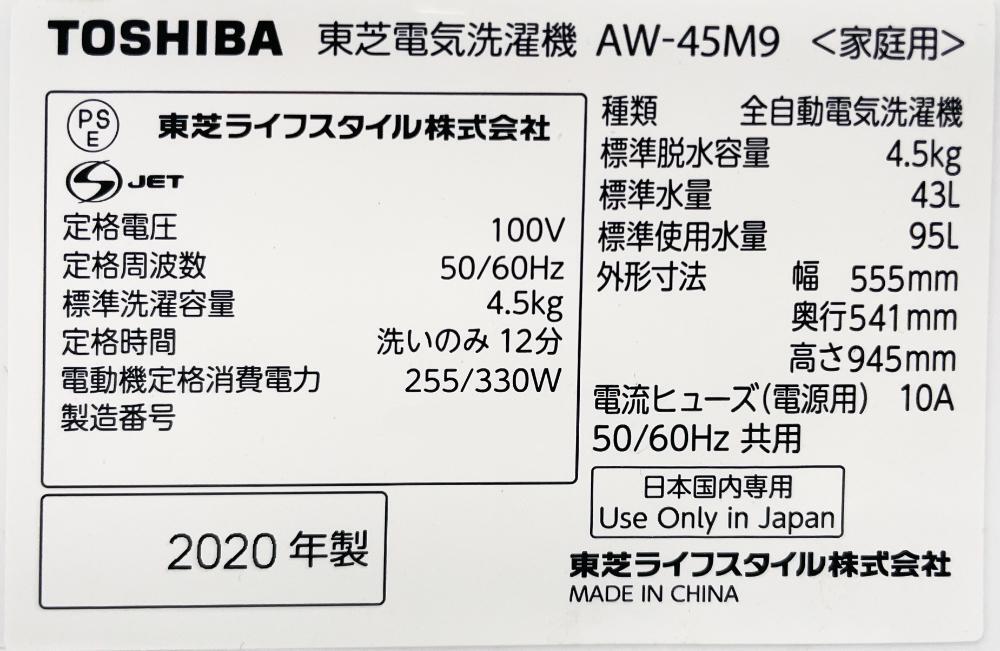 TOSHIBA 東芝電気洗濯機 AW-45M9 <家庭用>
PSE 東芝ライフスタイル株式会社
S JET
定格電圧 100V
定格周波数 50/60Hz
標準洗濯容量 4.5kg
定格時間 洗いのみ 12分
電動機定格消費電力 255/330W
製造番号
2020 年製
種類 全自動電気洗濯機
標準脱水容量 4.5kg
標準水量 43L
標準使用水量 95L
外形寸法 幅 555mm
奥行541mm
高さ945mm
電流ヒューズ(電源用) 10A
50/60Hz 共用
日本国内専用
Use Only in Japan
東芝ライフスタイル株式会社
MADE IN CHINA